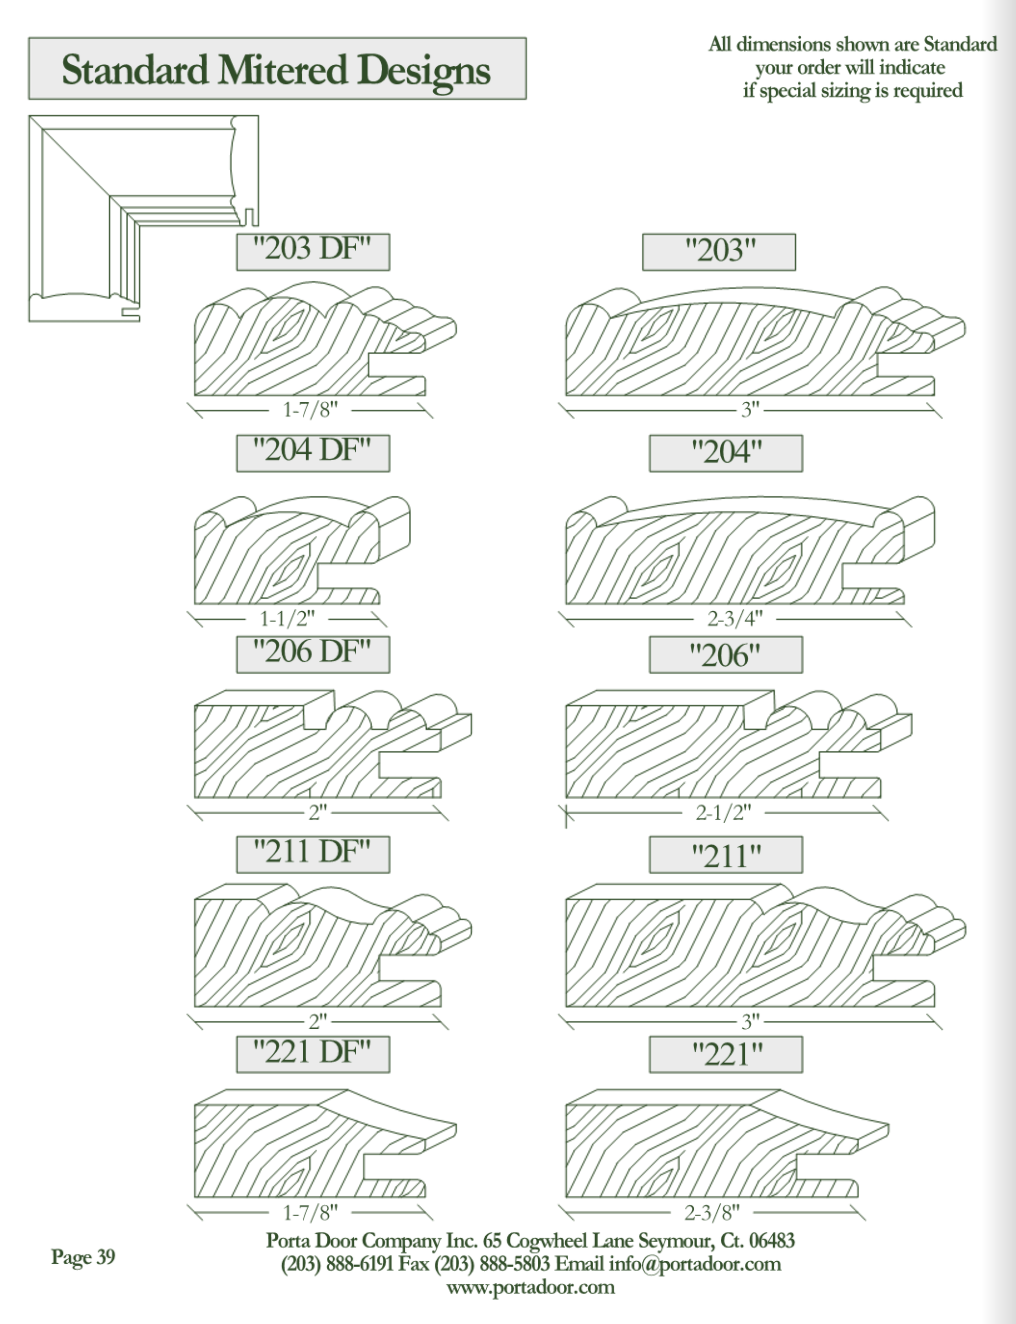 Standard Mitered Designs
All dimensions shown are Standard
your order will indicate
if special sizing is required
"203 DF"
"203"
1-7/8"
3"
"204 DF"
"204"
1-1/2"
2-3/4"
"206 DF"
"206"
2"
2-1/2"
"211 DF"
"211"
2"
3"
"221 DF"
"221"
1-7/8"
2-3/8"
Page 39
Porta Door Company Inc. 65 Cogwheel Lane Seymour, Ct. 06483
(203) 888-6191 Fax (203) 888-5803 Email info@portadoor.com
www.portadoor.com